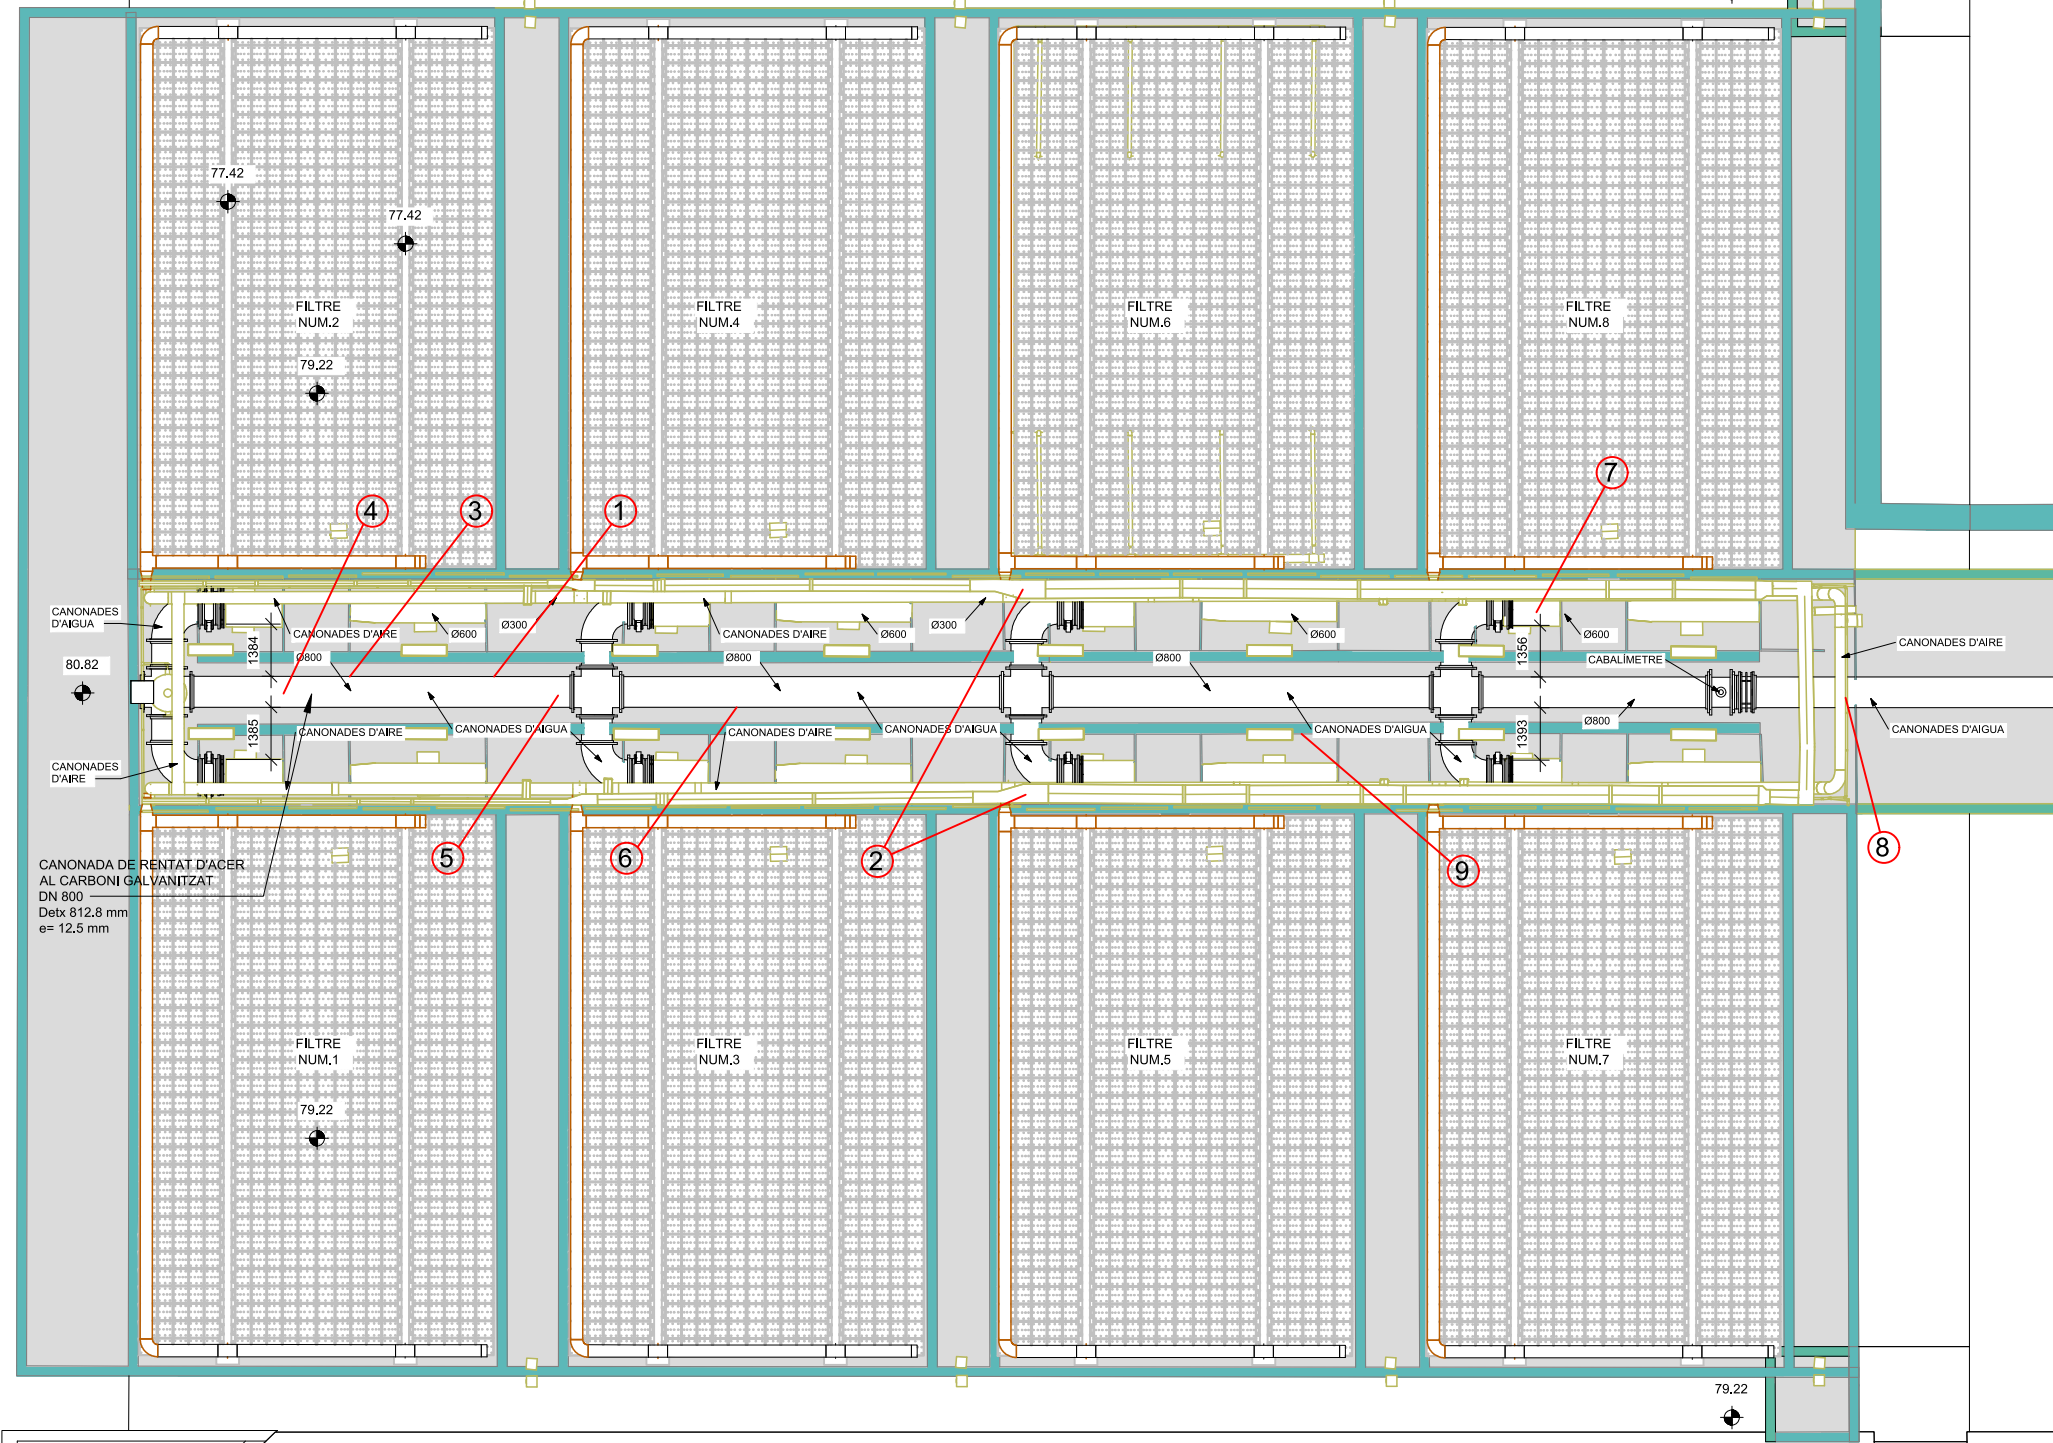 77.42
77.42
FILTRE
NUM.2
FILTRE
NUM.4
FILTRE
NUM.6
FILTRE
NUM.8
79.22
4
3
1
7
CANONADES
D'AIGUA
1384
CANONADES D'AIRE
Ø600
Ø300
CANONADES D'AIRE
Ø600
Ø300
Ø600
1356
Ø600
CANONADES D'AIRE
80.82
Ø800
Ø800
Ø800
CABALÍMETRE
CANONADES
D'AIRE
1385
CANONADES D'AIRE
CANONADES D'AIGUA
CANONADES D'AIRE
CANONADES D'AIGUA
CANONADES D'AIGUA
1393
Ø800
CANONADES D'AIGUA
5
6
2
9
8
CANONADA DE RENTAT D'ACER
AL CARBONI GALVANITZAT
DN 800
Detx 812.8 mm
e= 12.5 mm
FILTRE
NUM.1
FILTRE
NUM.3
FILTRE
NUM.5
FILTRE
NUM.7
79.22
79.22